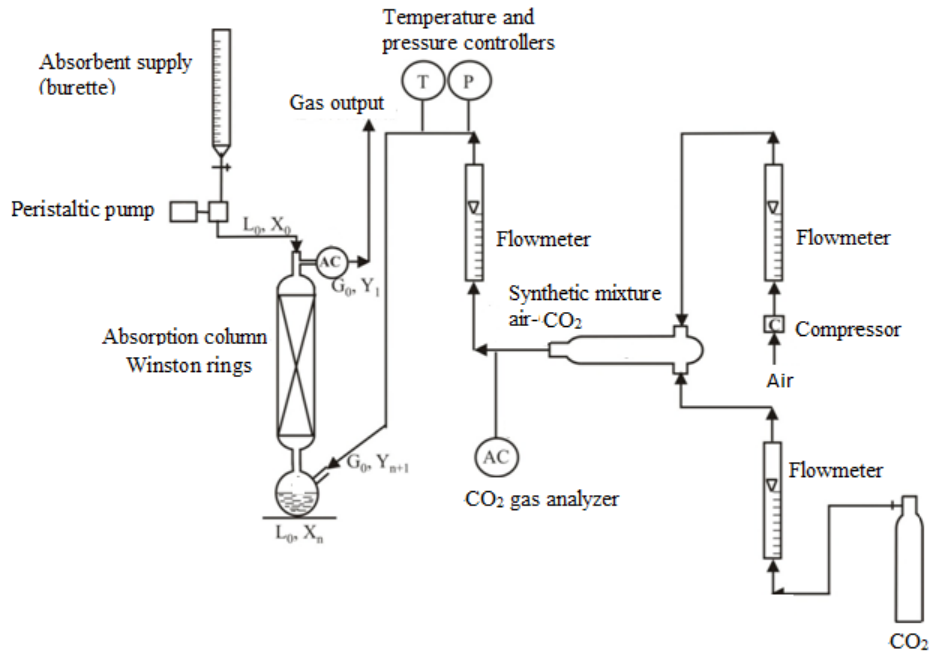 Temperature and
pressure controllers
Absorbent supply
(burette)
T
P
Gas output
Peristaltic pump
L0, X0
AC
G0, Y1
Flowmeter
Flowmeter
Synthetic mixture
air-CO2
C
Compressor
Absorption column
Winston rings
Air
G0, Yn+1
AC
Flowmeter
CO2 gas analyzer
L0, Xn
CO2